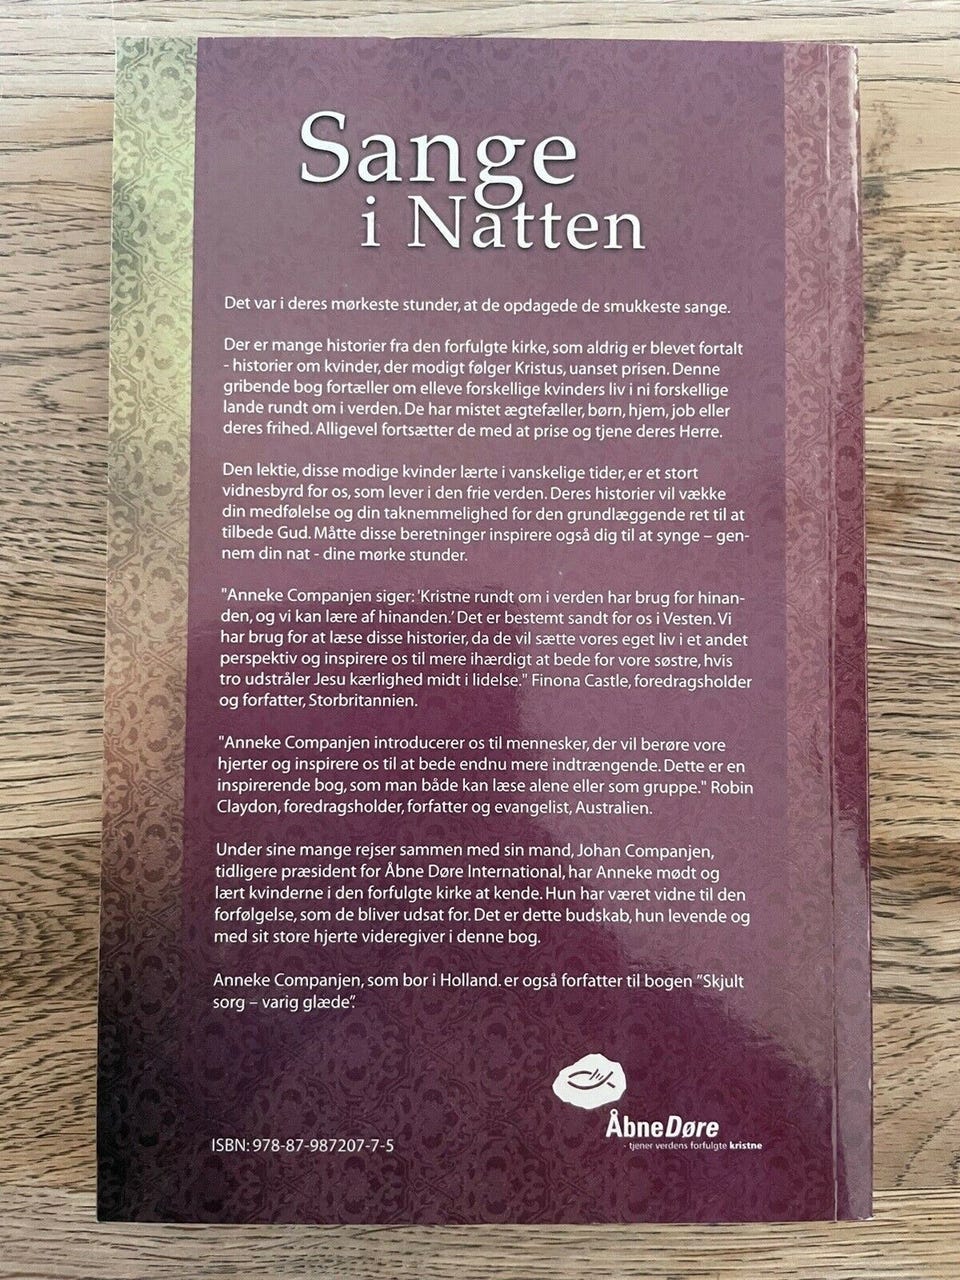 Sange
i Natten
Det var i deres mørkeste stunder, at de opdagede de smukkeste sange.
Der er mange historier fra den forfulgte kirke, som aldrig er blevet fortalt
- historier om kvinder, der modigt følger Kristus, uanset prisen. Denne
gribende bog fortæller om elleve forskellige kvinders liv i ni forskellige
lande rundt om i verden. De har mistet ægtefæller, børn, hjem, job eller
deres frihed. Alligevel fortsætter de med at prise og tjene deres Herre.
Den lektie, disse modige kvinder lærte i vanskelige tider, er et stort
vidnesbyrd for os, som lever i den frie verden. Deres historier vil vække
din medfølelse og din taknemmelighed for den grundlæggende ret til at
tilbede Gud. Måtte disse beretninger inspirere også dig til at synge – gen-
nem din nat - dine mørke stunder.
"Anneke Companjen siger: 'Kristne rundt om i verden har brug for hinan-
den, og vi kan lære af hinanden.' Det er bestemt sandt for os i Vesten. Vi
har brug for at læse disse historier, da de vil sætte vores eget liv i et andet
perspektiv og inspirere os til mere ihærdigt at bede for vore søstre, hvis
tro udstråler Jesu kærlighed midt i lidelse." Finona Castle, foredragsholder
og forfatter, Storbritannien.
"Anneke Companjen introducerer os til mennesker, der vil berøre vore
hjerter og inspirere os til at bede endnu mere indtrængende. Dette er en
inspirerende bog, som man både kan læse alene eller som gruppe." Robin
Claydon, foredragsholder, forfatter og evangelist, Australien.
Under sine mange rejser sammen med sin mand, Johan Companjen,
tidligere præsident for Åbne Døre International, har Anneke mødt og
lært kvinderne i den forfulgte kirke at kende. Hun har været vidne til den
forfølgelse, som de bliver udsat for. Det er dette budskab, hun levende og
med sit store hjerte videregiver i denne bog.
Anneke Companjen, som bor i Holland. er også forfatter til bogen ”Skjult
sorg – varig glæde”.
ÅbneDøre
- tjener verdens forfulgte kristne
ISBN: 978-87-987207-7-5